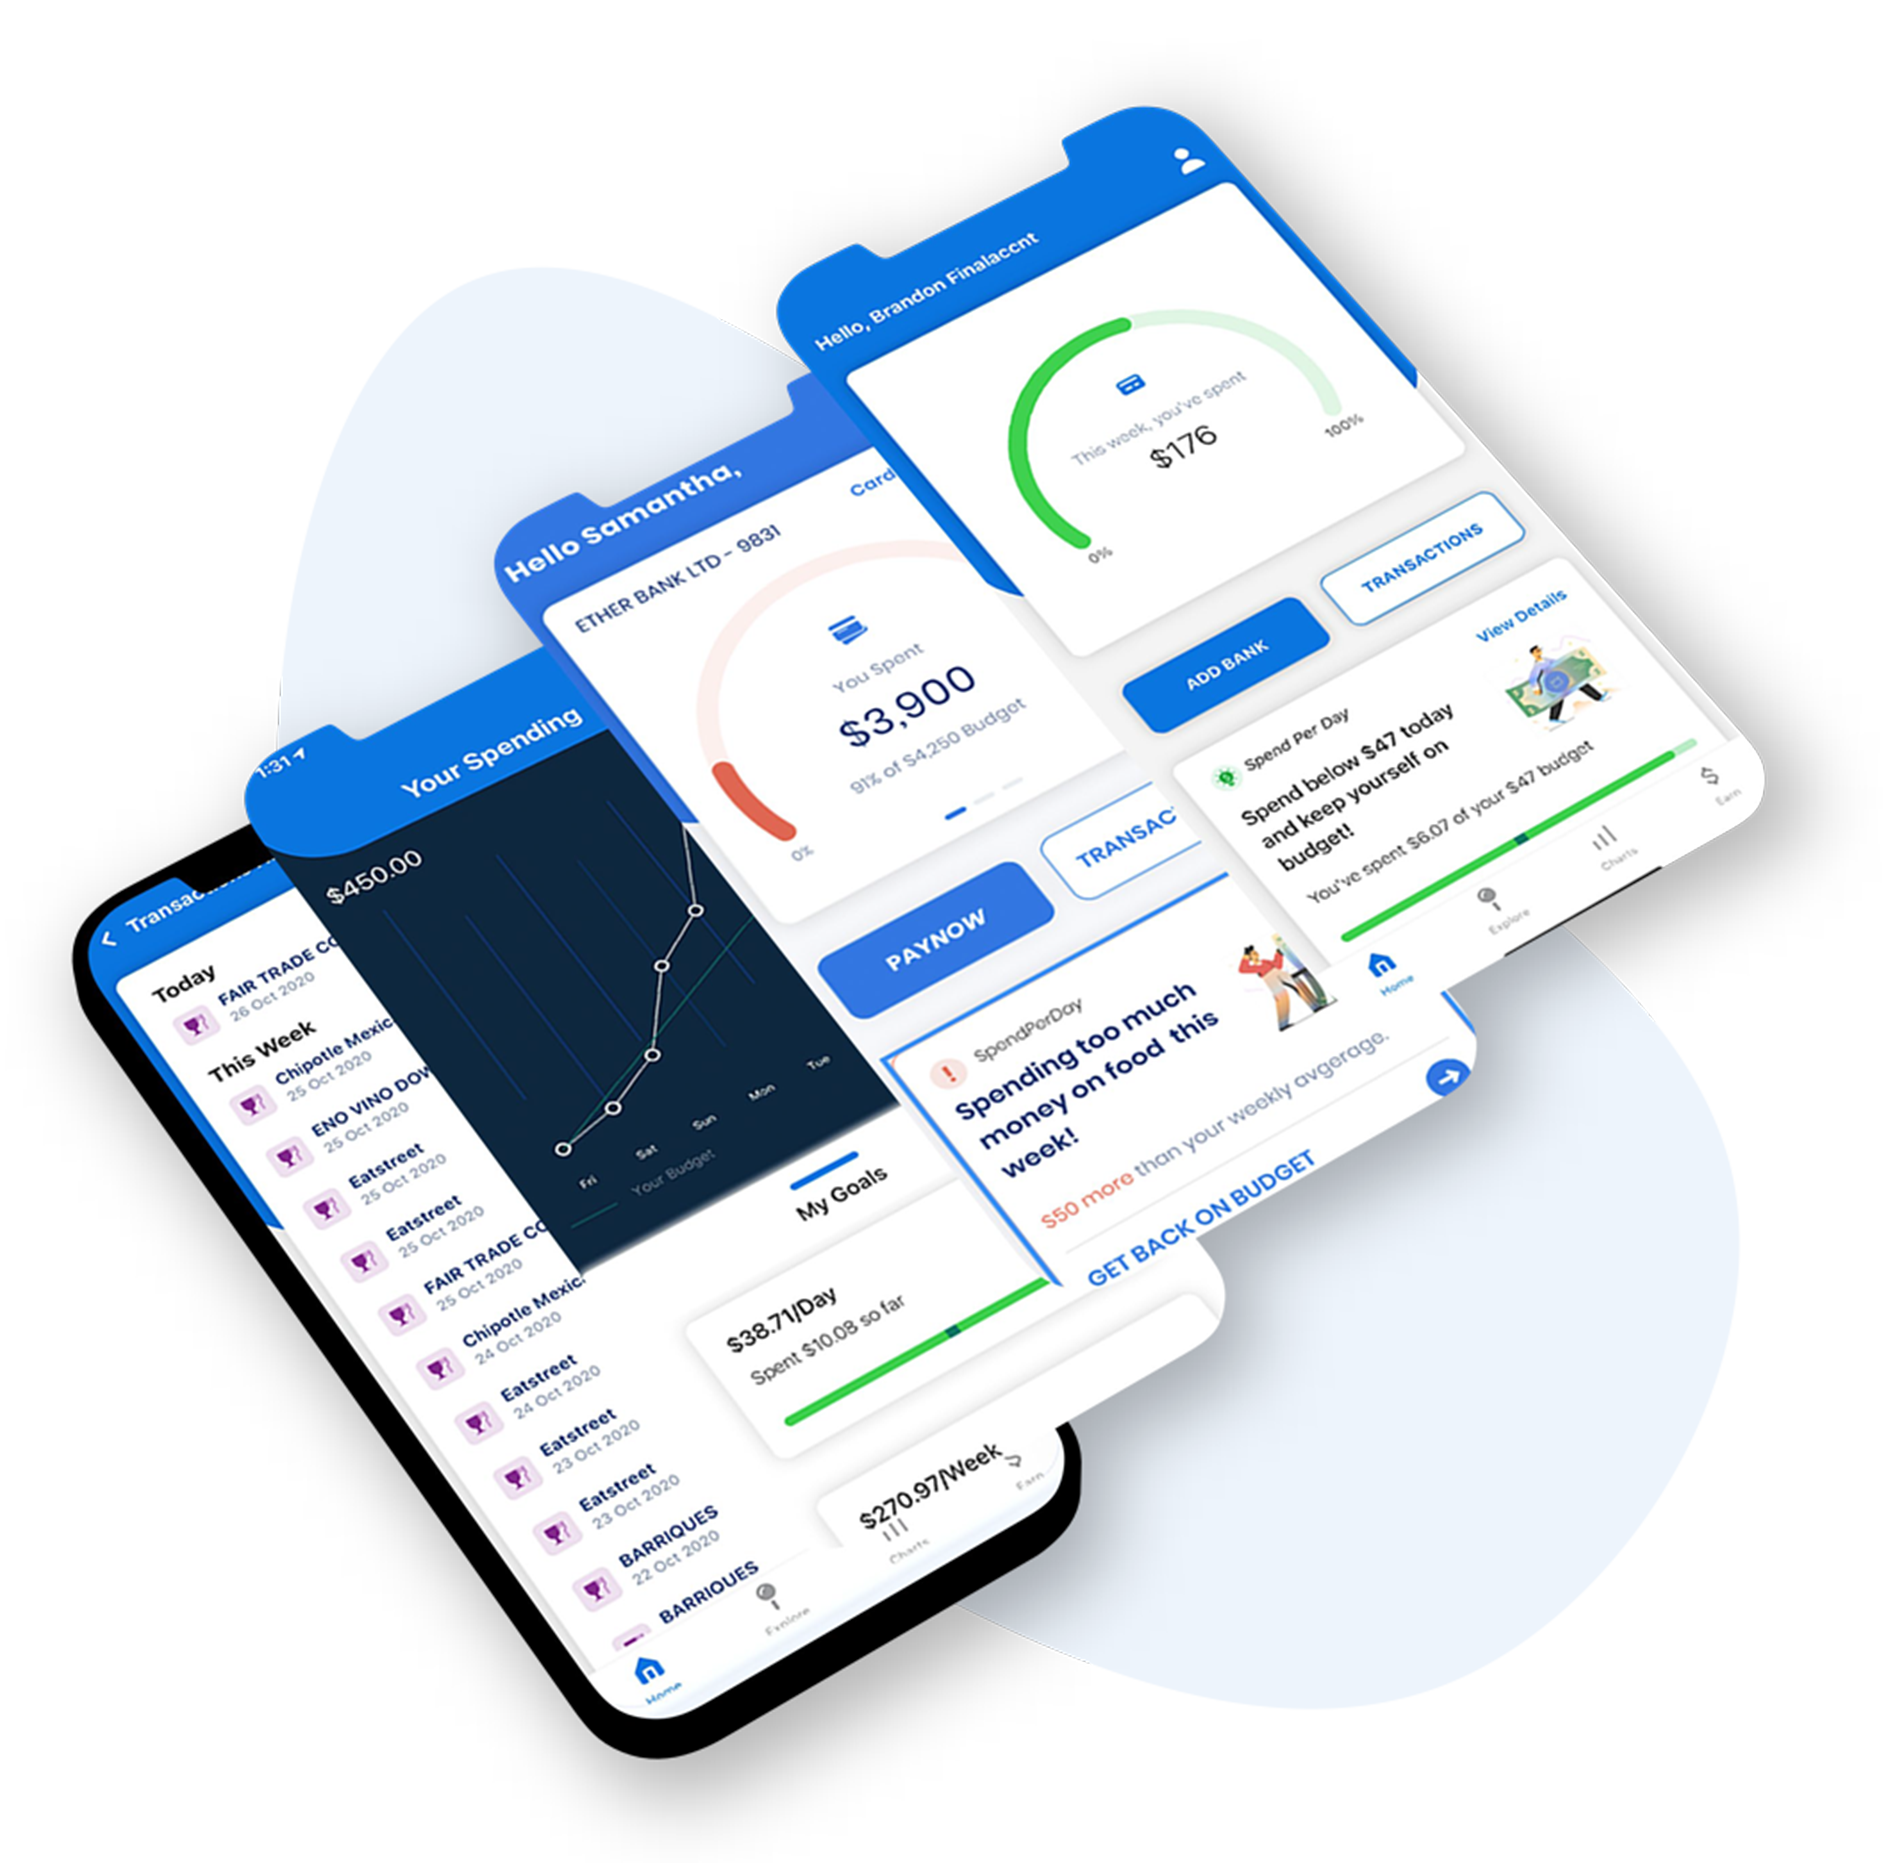 Transac
Today
FAIR TRADE CO
26 Oct 2020
This Week
Chipotle Mexic
25 Oct 2020
ENO VINO DOW
25 Oct 2020
Eatstreet
25 Oct 2020
Eatstreet
25 Oct 2020
FAIR TRADE CO
25 Oct 2020
Chipotle Mexic
24 Oct 2020
Eatstreet
24 Oct 2020
Eatstreet
23 Oct 2020
Eatstreet
23 Oct 2020
BARRIQUES
22 Oct 2020
BARRIQUES
Home
Explore
Charts
Earn
1:31
Your Spending
$450.00
Fri
Sat
Sun
Mon
Tue
Your Budget
My Goals
$38.71/Day
Spent $10.08 so far
$270.97/Week
Hello Samantha,
ETHER BANK LTD - 9831
Card
You Spent
$3,900
91% of $4,250 Budget
0%
PAYNOW
TRANSAC
SpendPerDay
Spending too much
money on food this
week!
$50 more than your weekly avgerage.
GET BACK ON BUDGET
Hello, Brandon Finalaccnt
This week, you've spent
$176
0%
100%
ADD BANK
TRANSACTIONS
Spend Per Day
View Details
Spend below $47 today
and keep yourself on
budget!
You've spent $6.07 of your $47 budget
Home
Explore
Charts
Earn